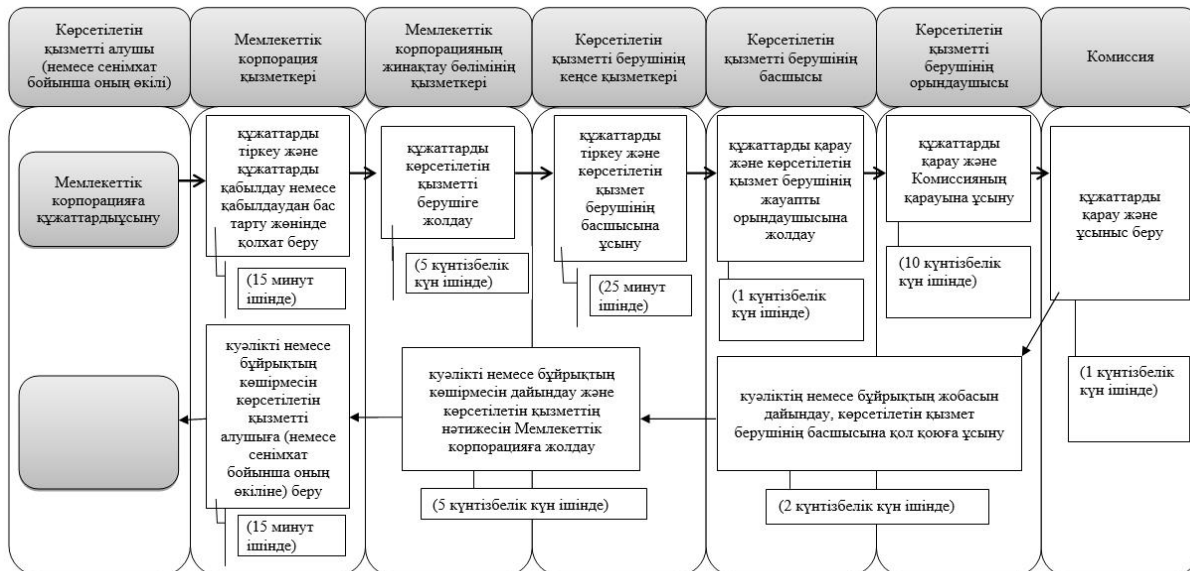 Көрсетілетін
қызметті алушы
(немесе сенімхат
бойынша оның өкілі)
Мемлекеттік
корпорация
қызметкері
Мемлекеттік
корпорацияның
жинақтау бөлімінің
қызметкері
Көрсетілетін
қызметті берушінің
кеңсе қызметкері
Көрсетілетін
қызметті берушінің
басшысы
Көрсетілетін
қызметті
берушінің
орындаушысы
Комиссия
Мемлекеттік
корпорацияға
құжаттардыұсыну
құжаттарды
тіркеу және
құжаттарды
қабылдау немесе
қабылдаудан бас
тарту жөнінде
қолхат беру
(15 минут
ішінде)
құжаттарды
көрсетілетін
қызметті
берушіге
жолдау
(5 күнтізбелік
күн ішінде)
құжаттарды
тіркеу және
көрсетілетін
қызмет
берушінің
басшысына
ұсыну
(25 минут
ішінде)
құжаттарды қарау
және көрсетілетін
қызмет берушінің
жауапты
орындаушысына
жолдау
(1 күнтізбелік
күн ішінде)
құжаттарды
қарау және
Комиссияның
қарауына ұсыну
(10 күнтізбелік
күн ішінде)
құжаттарды
қарау және
ұсыныс беру
(1 күнтізбелік
күн ішінде)
куәліктің немесе бұйрықтың жобасын
дайындау, көрсетілетін қызмет
берушінің басшысына қол қоюға ұсыну
(2 күнтізбелік күн ішінде)
куәлікті немесе бұйрықтың
көшірмесін дайындау және
көрсетілетін қызметтің
нәтижесін Мемлекеттік
корпорацияға жолдау
(5 күнтізбелік күн ішінде)
куәлікті немесе
бұйрықтың
көшірмесін
көрсетілетін
қызметті
алушыға (немесе
сенімхат
бойынша оның
өкіліне) беру
(15 минут
ішінде)